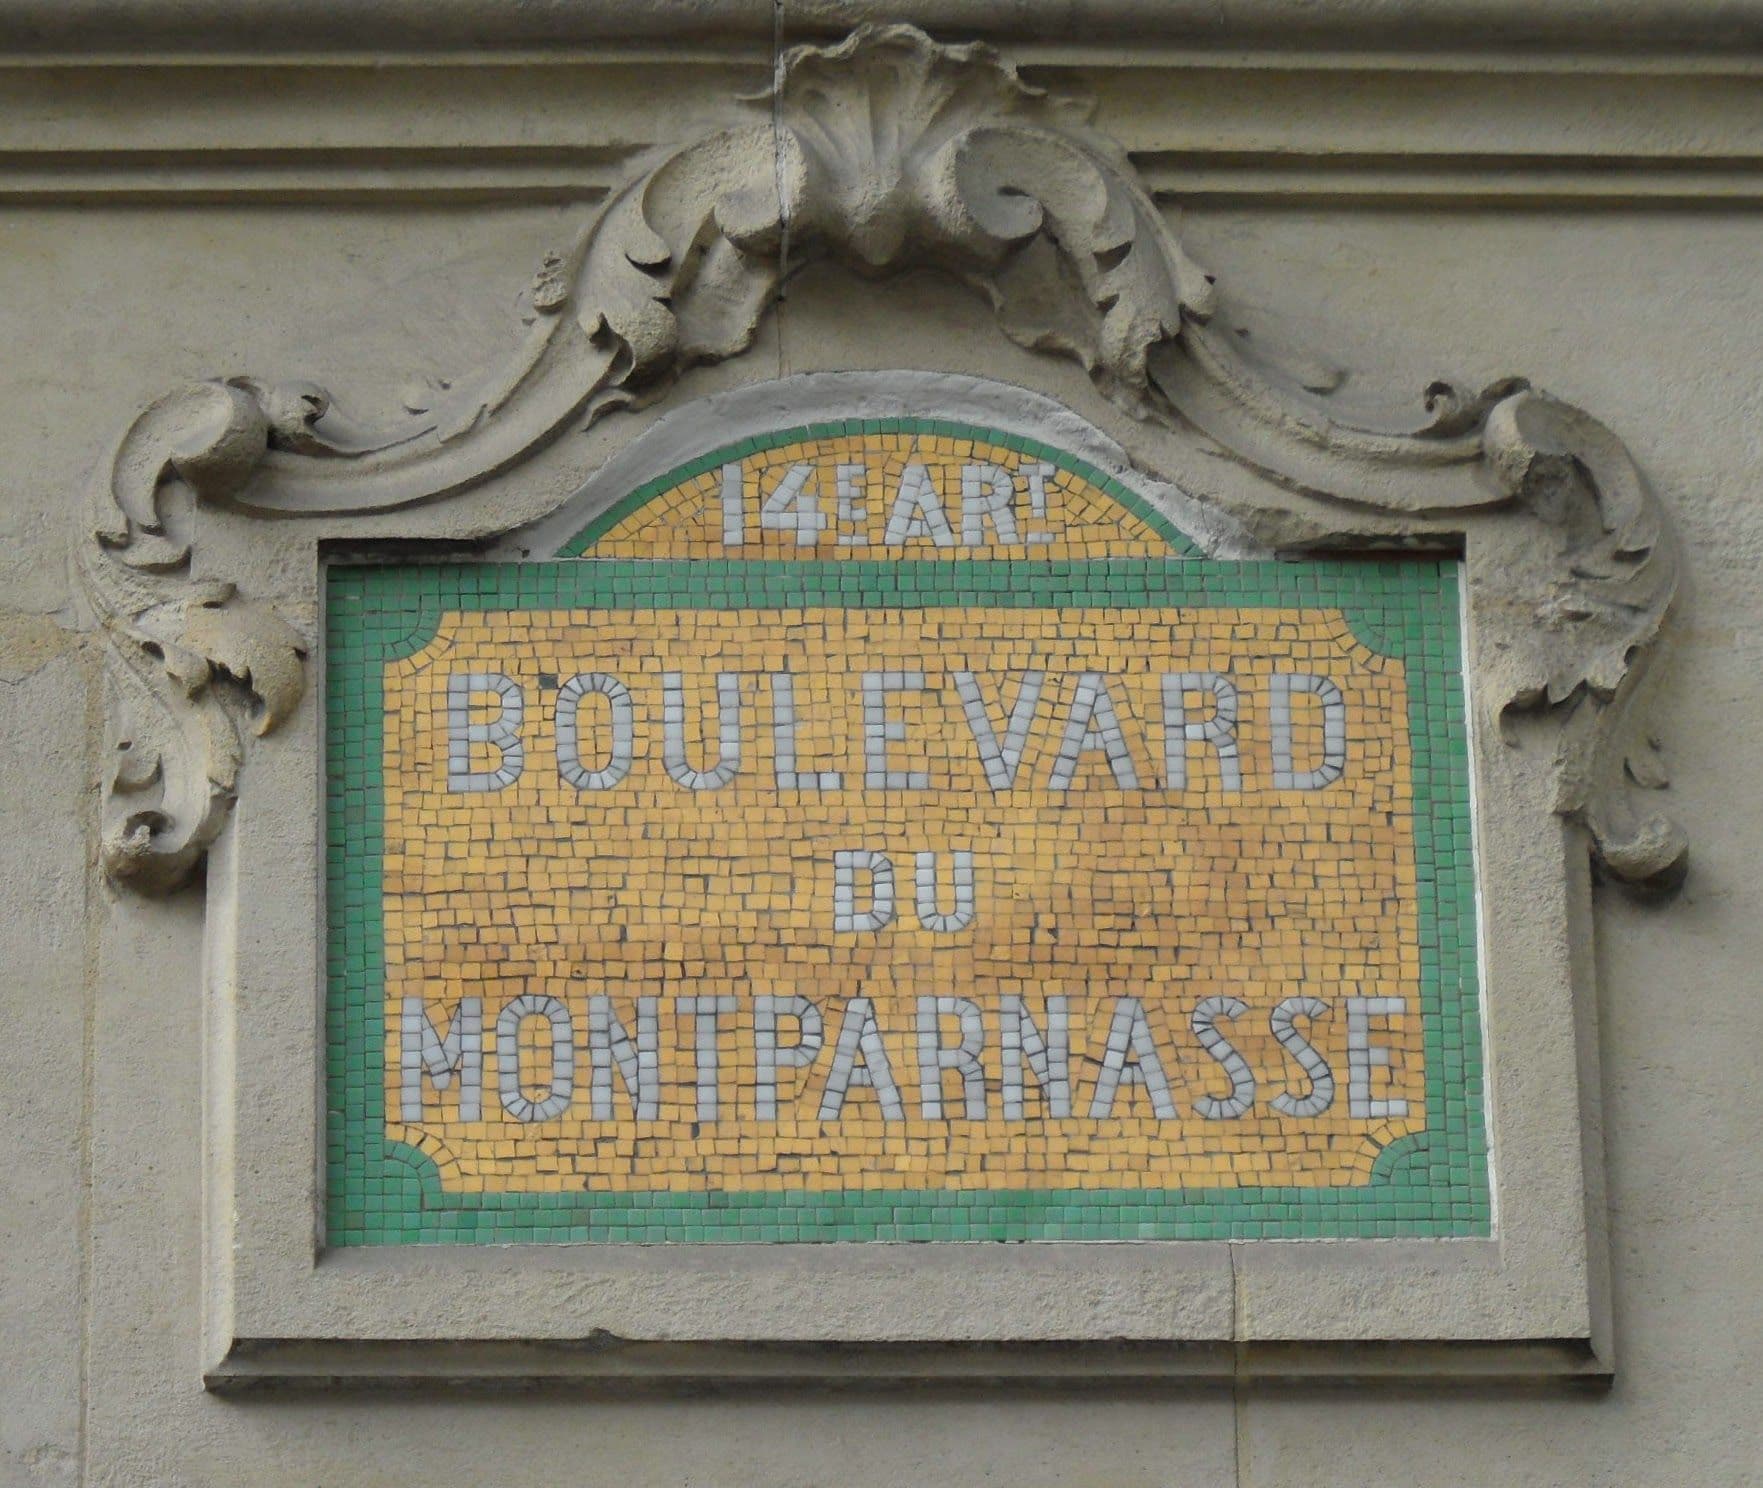 14E ART
BOULEVARD
DU
MONTPARNASSE